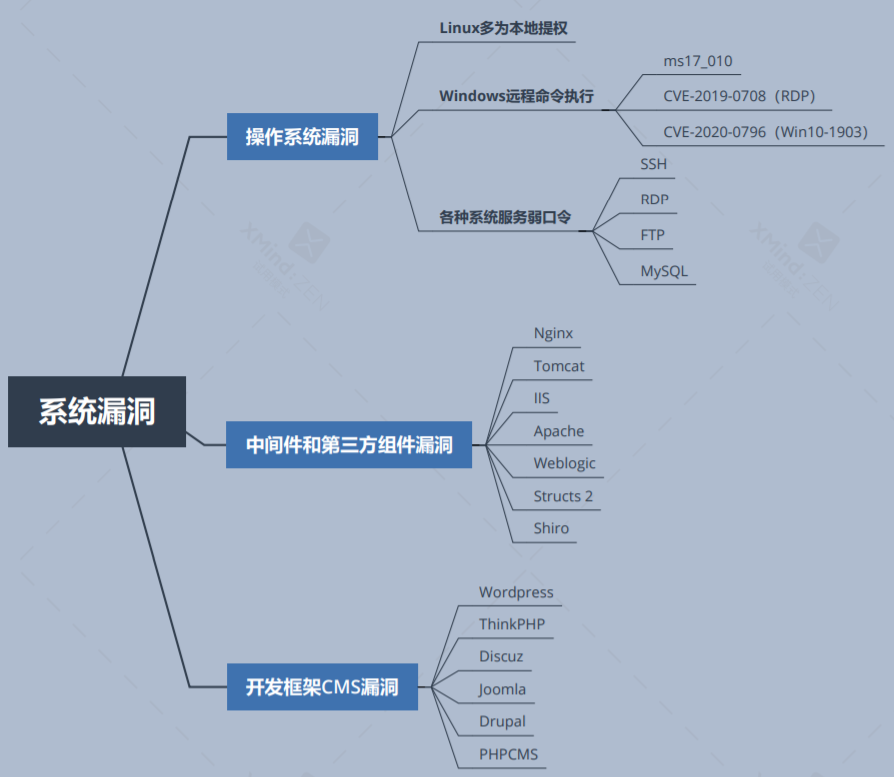 系统漏洞
操作系统漏洞
Linux多为本地提权
Windows远程命令执行
ms17_010
CVE-2019-0708（RDP）
CVE-2020-0796（Win10-1903）
各种系统服务弱口令
SSH
RDP
FTP
MySQL
中间件和第三方组件漏洞
Nginx
Tomcat
IIS
Apache
Weblogic
Structs 2
Shiro
开发框架CMS漏洞
Wordpress
ThinkPHP
Discuz
Joomla
Drupal
PHPCMS
XMind:ZEN
XMind:ZEN